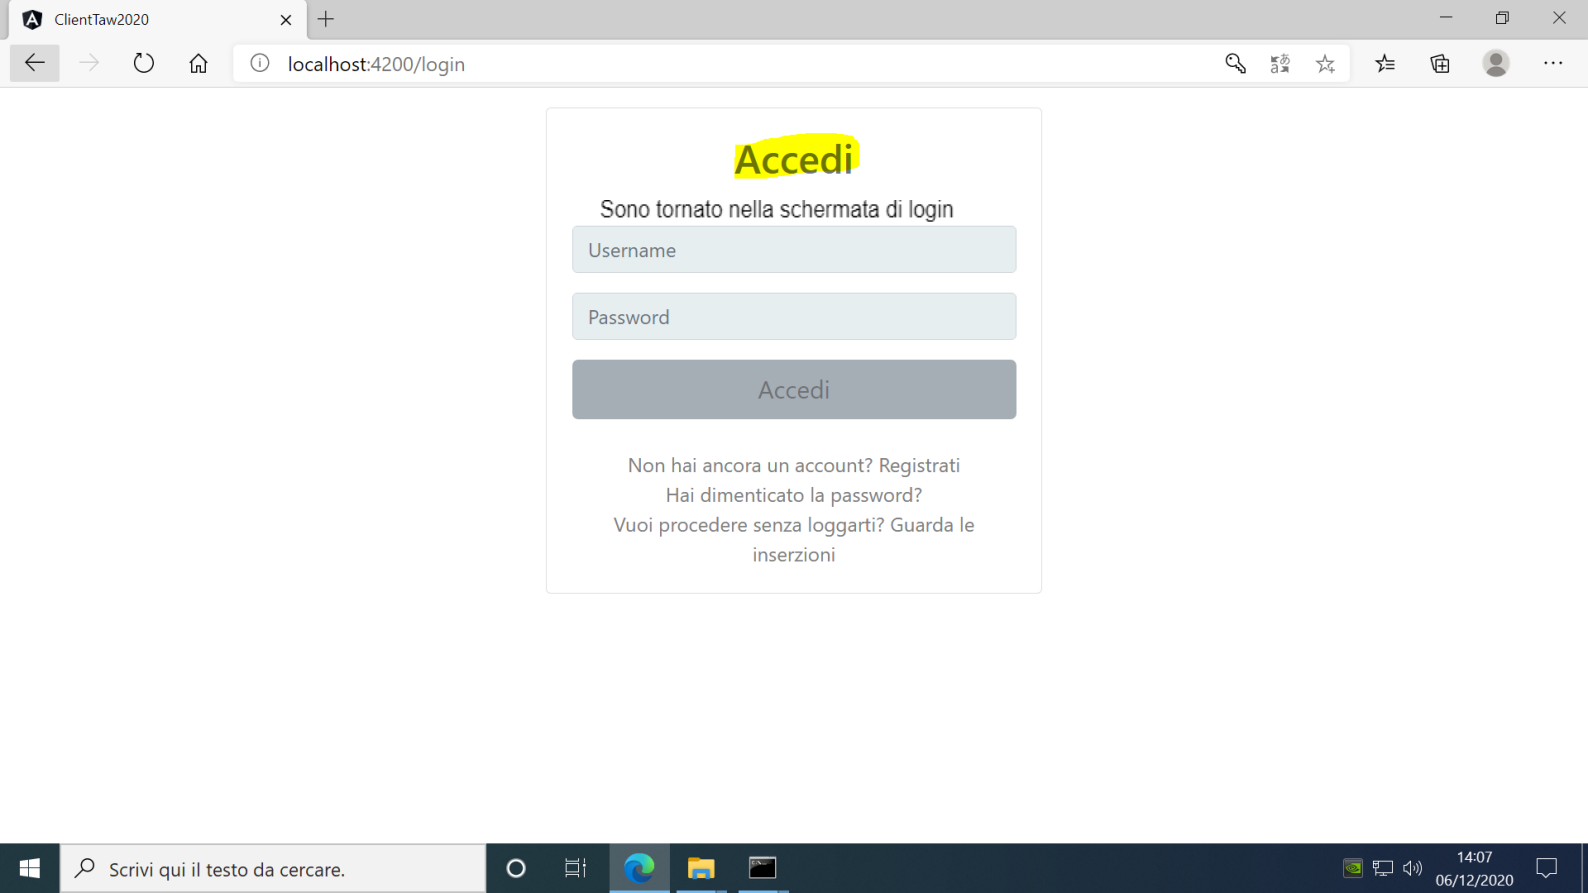 ClientTaw2020
localhost:4200/login
Accedi
Sono tornato nella schermata di login
Username
Password
Accedi
Non hai ancora un account? Registrati
Hai dimenticato la password?
Vuoi procedere senza loggarti? Guarda le
inserzioni
Scrivi qui il testo da cercare.
14:07
06/12/2020